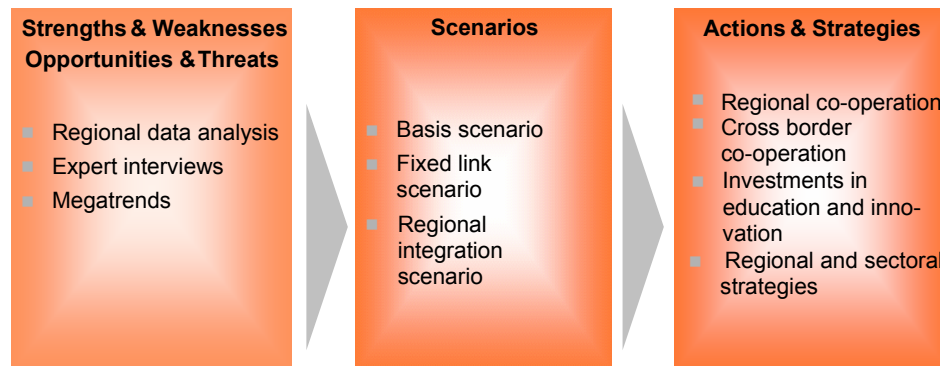 Strengths & Weaknesses
Opportunities & Threats
Regional data analysis
Expert interviews
Megatrends
Scenarios
Basis scenario
Fixed link
scenario
Regional
integration
scenario
Actions & Strategies
Regional co-operation
Cross border
co-operation
Investments in
education and inno-
vation
Regional and sectoral
strategies